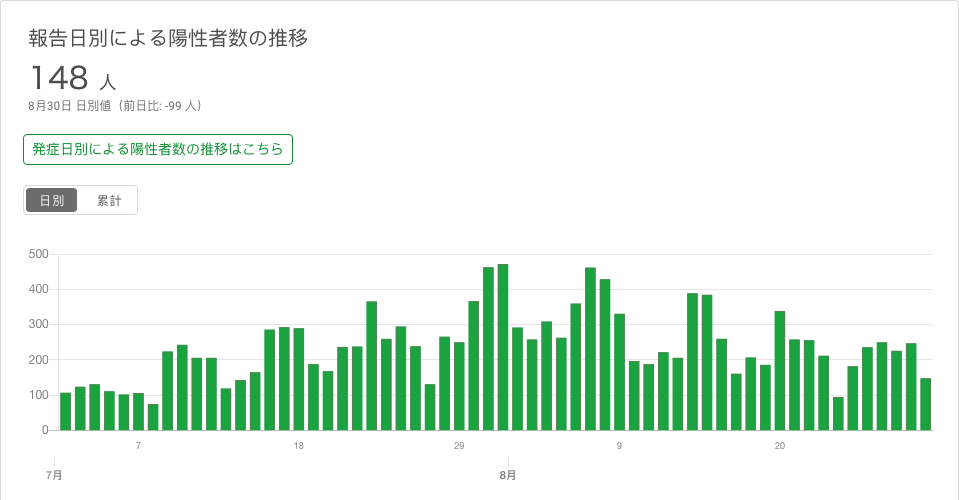 報告日別による陽性者数の推移
148 人
8月30日 日別値（前日比: -99 人）
発症日別による陽性者数の推移はこちら
日別 累計
500
400
300
200
100
0
7 18 29 9 20
7月 8月